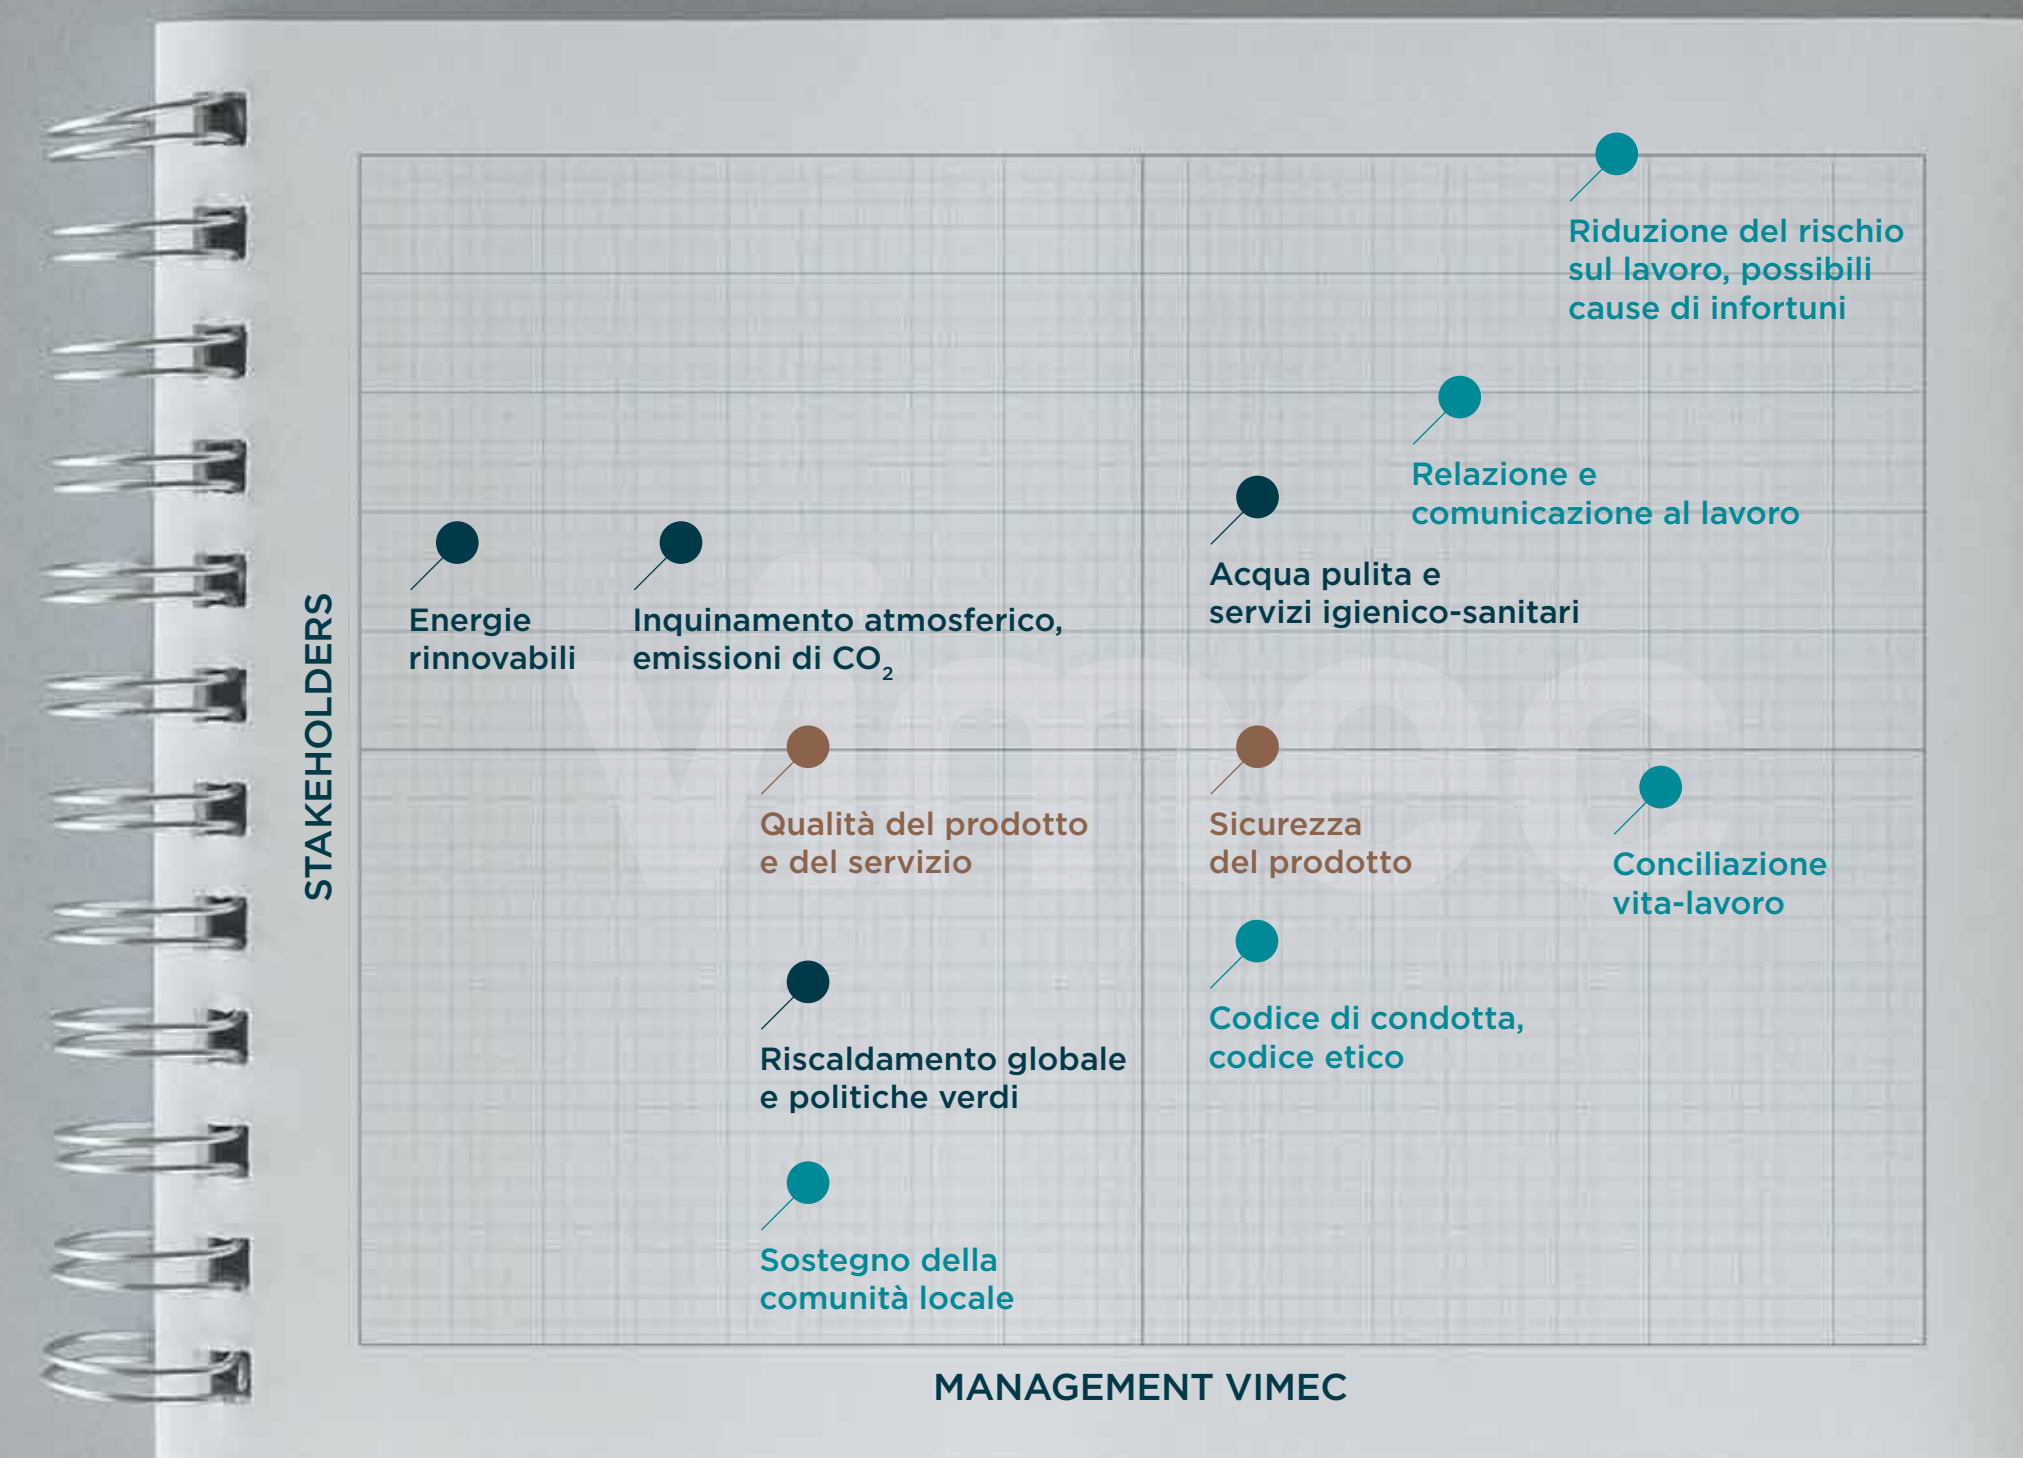 Riduzione del rischio
sul lavoro, possibili
cause di infortuni
Relazione e
comunicazione al lavoro
Acqua pulita e
servizi igienico-sanitari
Energie
rinnovabili
Inquinamento atmosferico,
emissioni di CO₂
STAKEHOLDERS
vimec
Qualità del prodotto
e del servizio
Sicurezza
del prodotto
Conciliazione
vita-lavoro
Codice di condotta,
codice etico
Riscaldamento globale
e politiche verdi
Sostegno della
comunità locale
MANAGEMENT VIMEC